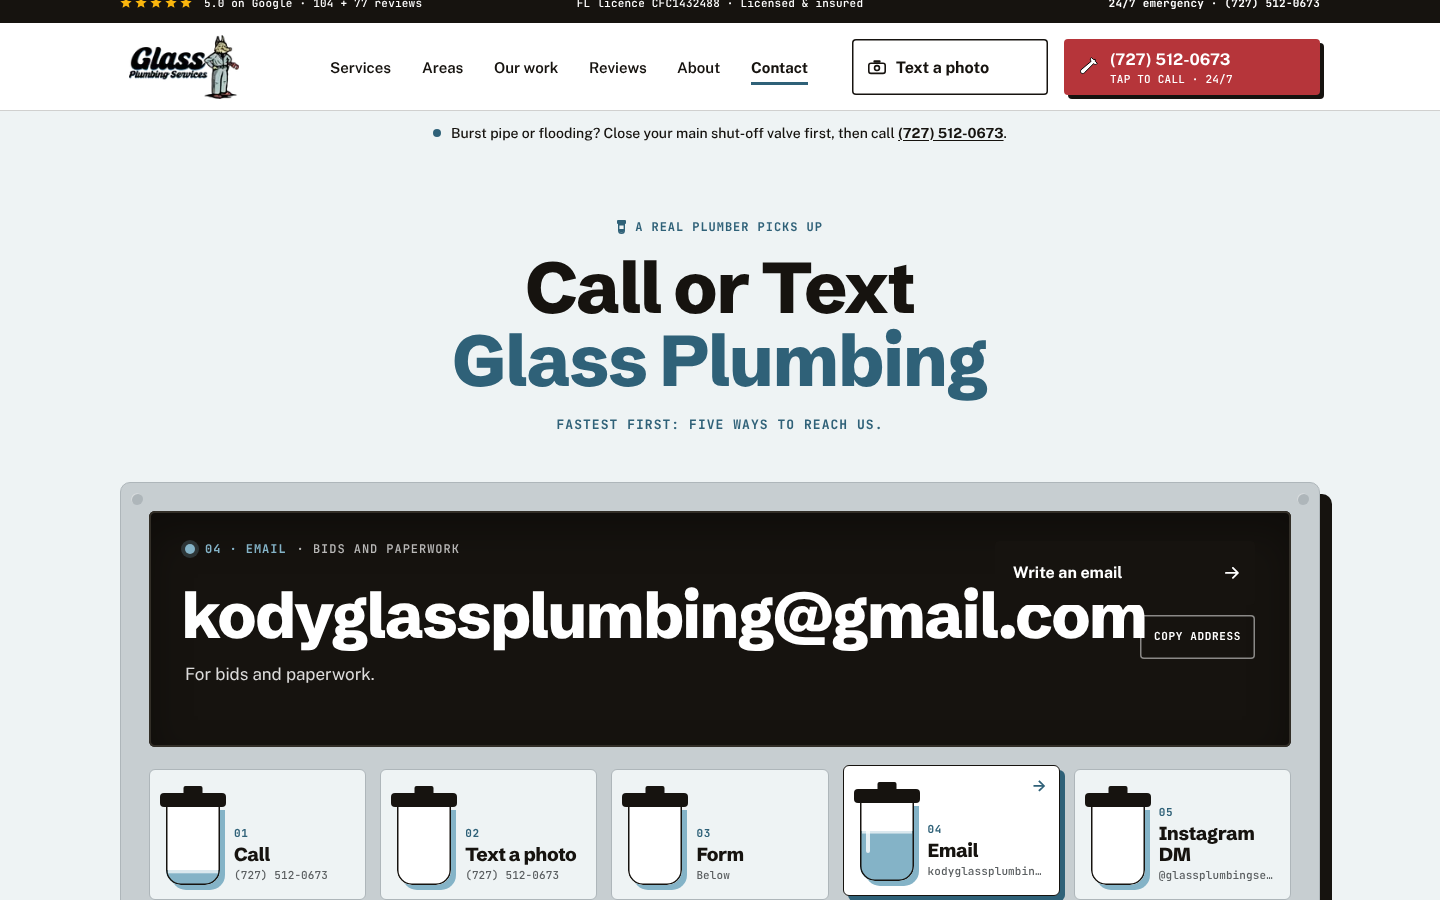 5.0 on Google · 104 + 77 reviews
FL licence CFC1432488 · Licensed & insured
24/7 emergency · (727) 512-0673
Glass
Plumbing Services
Services
Areas
Our work
Reviews
About
Contact
Text a photo
(727) 512-0673
TAP TO CALL · 24/7
Burst pipe or flooding? Close your main shut-off valve first, then call (727) 512-0673.
A REAL PLUMBER PICKS UP
Call or Text
Glass Plumbing
FASTEST FIRST: FIVE WAYS TO REACH US.
04 · EMAIL · BIDS AND PAPERWORK
Write an email
kodyglassplumbing@gmail.com
COPY ADDRESS
For bids and paperwork.
01
Call
(727) 512-0673
02
Text a photo
(727) 512-0673
03
Form
Below
04
Email
kodyglassplumbin…
05
Instagram
DM
@glassplumbingse…